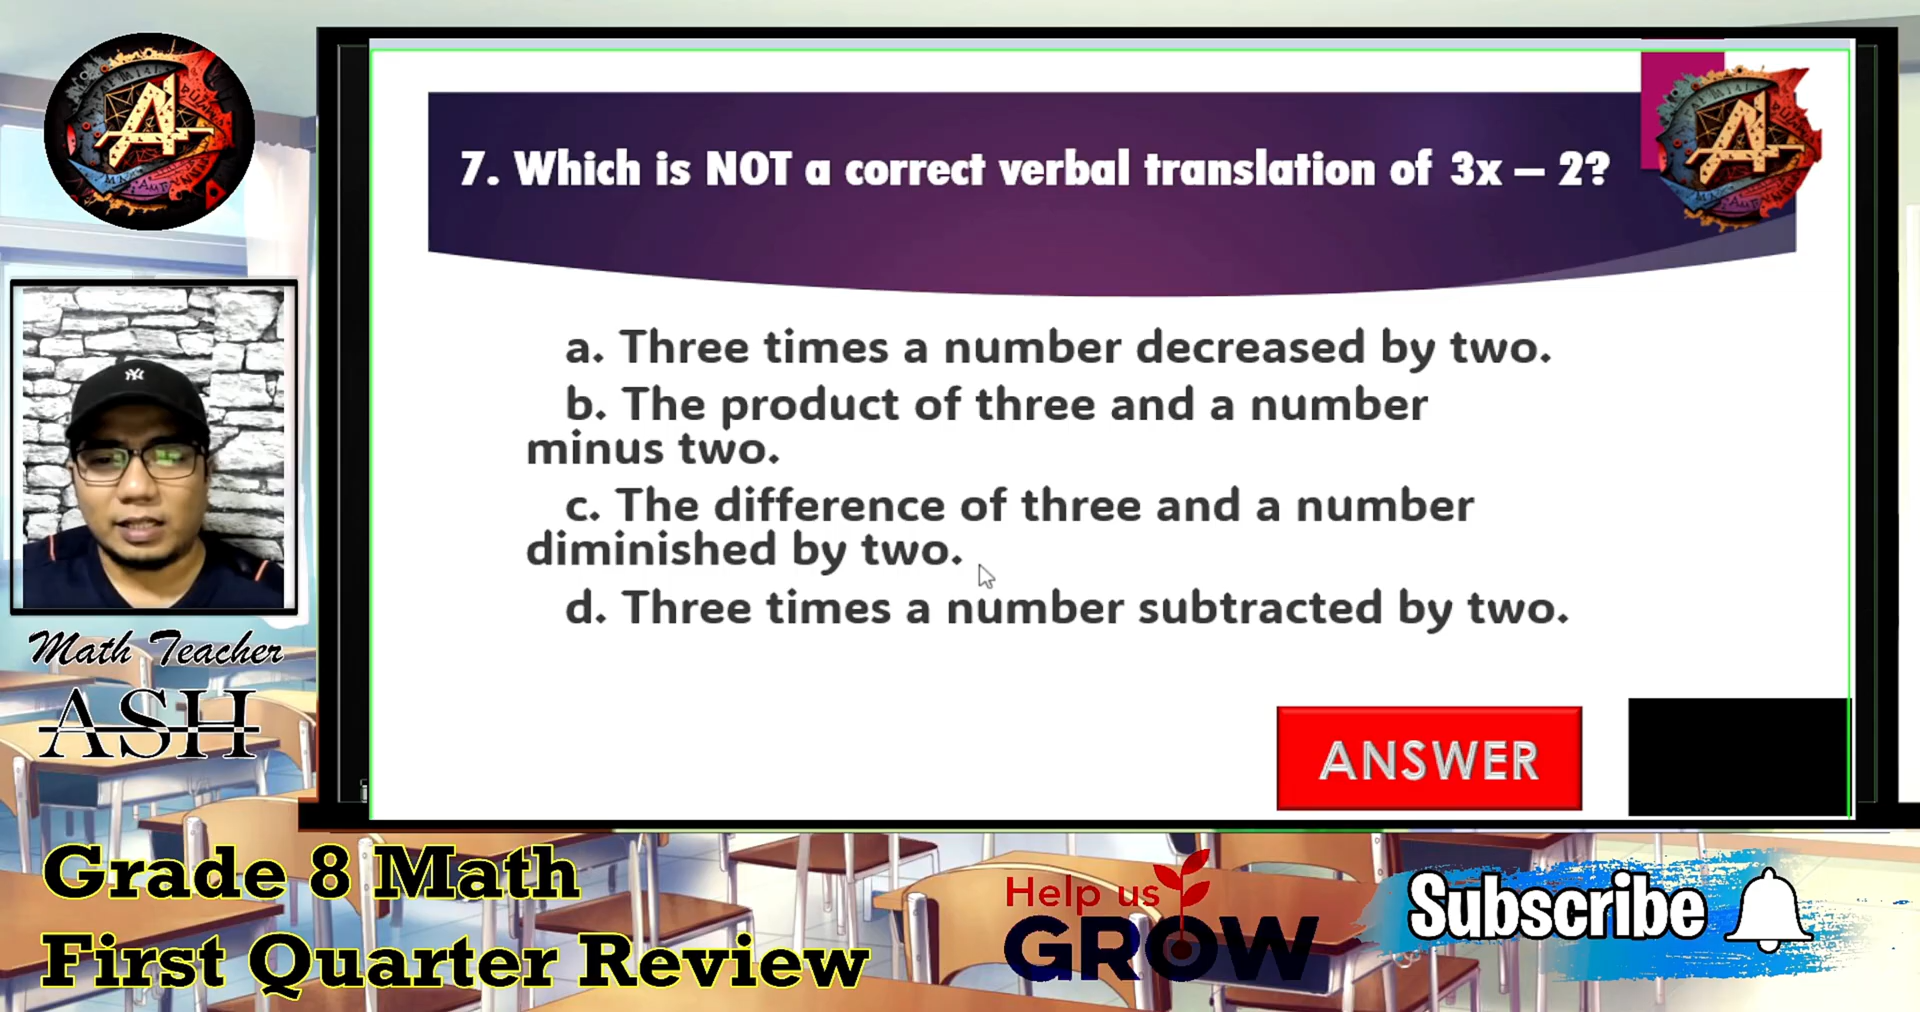 7. Which is NOT a correct verbal translation of 3x – 2?
a. Three times a number decreased by two.
b. The product of three and a number
minus two.
c. The difference of three and a number
diminished by two.
d. Three times a number subtracted by two.
ANSWER
Math Teacher
ASH
Grade 8 Math
First Quarter Review
Help us
GROW
Subscribe